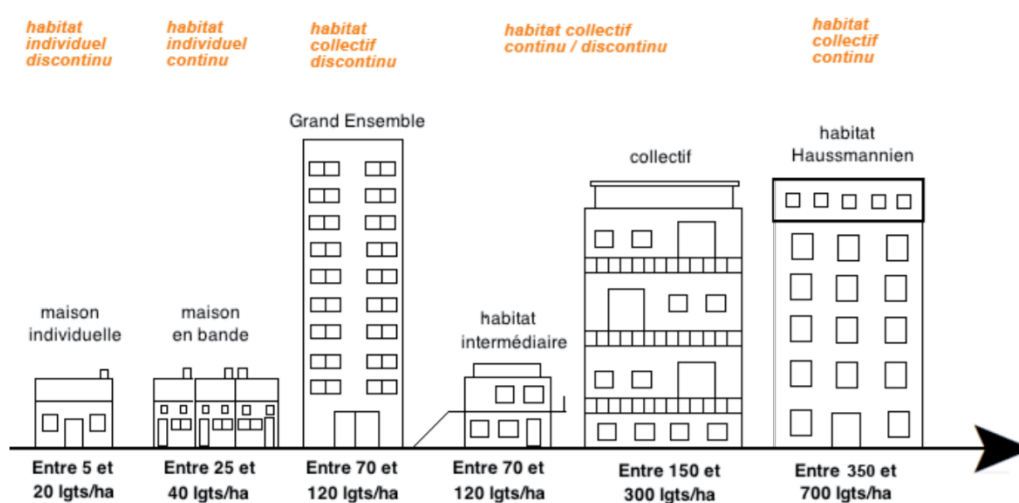 habitat
individuel
discontinu
habitat
individuel
continu
habitat
collectif
discontinu
habitat collectif
continu / discontinu
habitat
collectif
continu
Grand Ensemble
collectif
habitat
Haussmannien
maison
individuelle
maison
en bande
habitat
intermédiaire
Entre 5 et
20 lgts/ha
Entre 25 et
40 lgts/ha
Entre 70 et
120 lgts/ha
Entre 70 et
120 lgts/ha
Entre 150 et
300 lgts/ha
Entre 350 et
700 lgts/ha